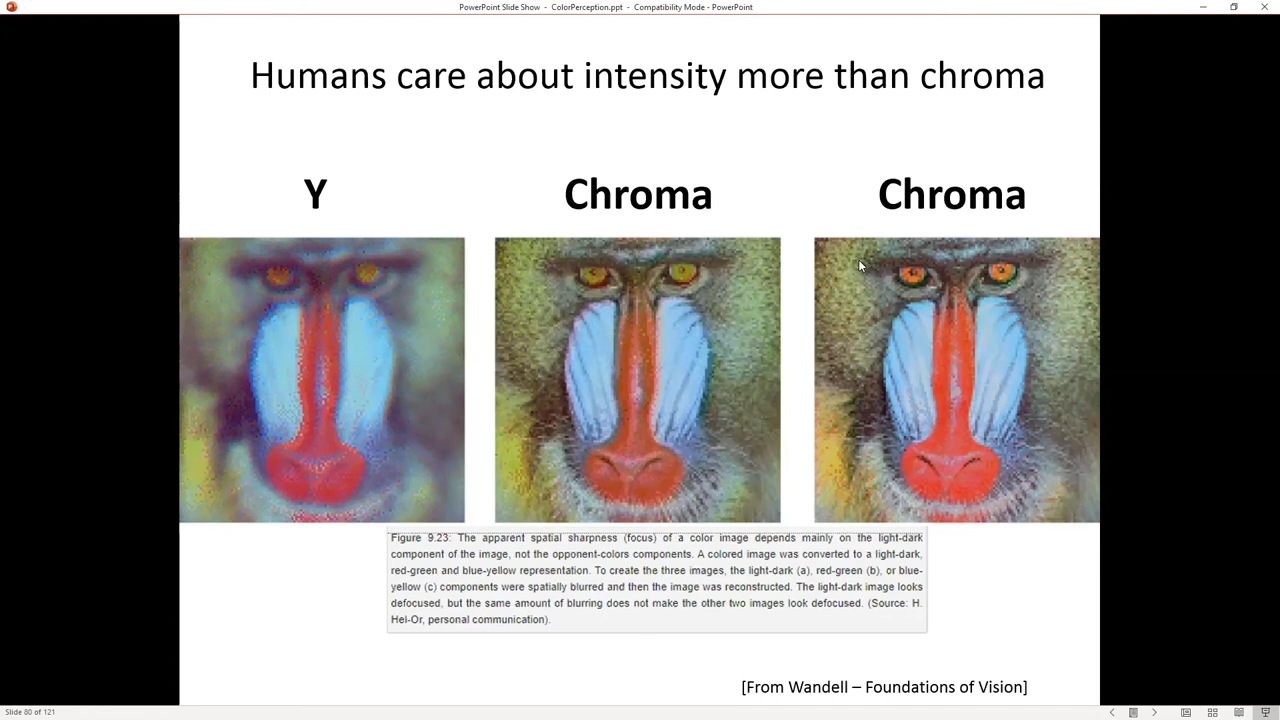 PowerPoint Slide Show - ColorPerception.ppt - Compatibility Mode - PowerPoint
Humans care about intensity more than chroma
Y Chroma Chroma
Figure 9.23: The apparent spatial sharpness (focus) of a color image depends mainly on the light-dark
component of the image, not the opponent-colors components. A colored image was converted to a light-dark,
red-green and blue-yellow representation. To create the three images, the light-dark (a), red-green (b), or blue-
yellow (c) components were spatially blurred and then the image was reconstructed. The light-dark image looks
defocused, but the same amount of blurring does not make the other two images look defocused. (Source: H.
Hel-Or, personal communication).
[From Wandell – Foundations of Vision]
Slide 80 of 121